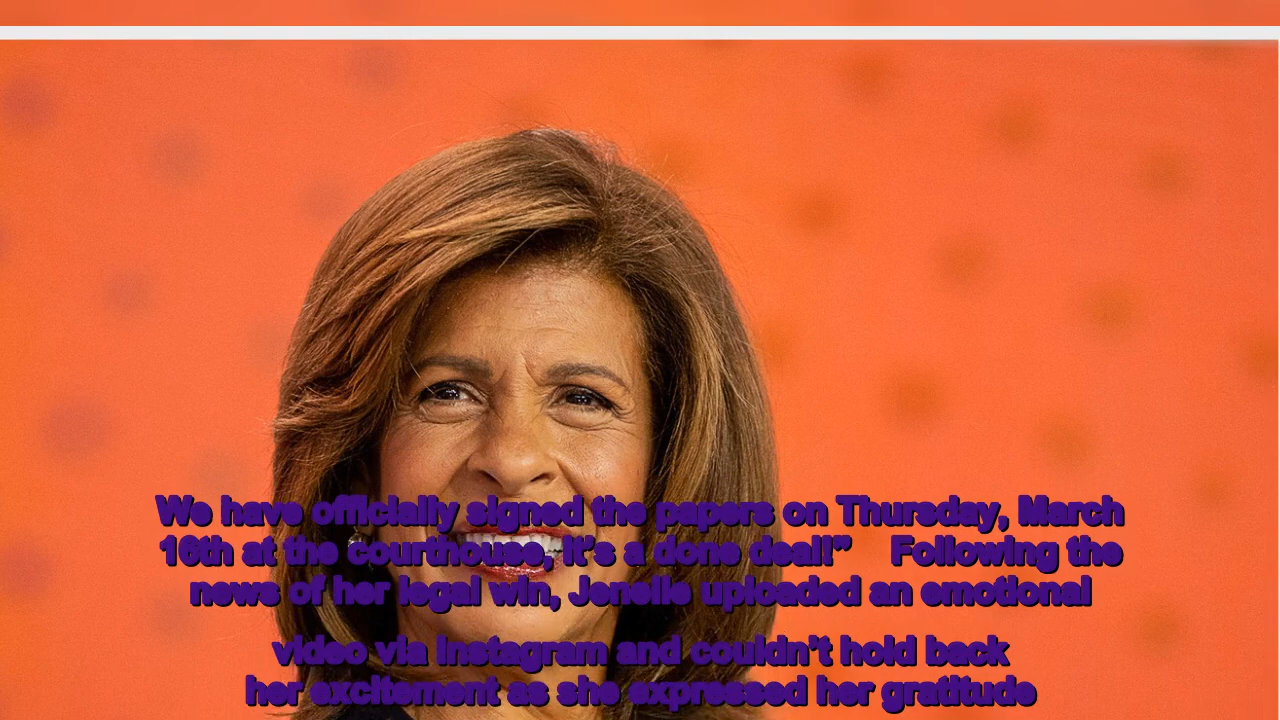 We have officially signed the papers on Thursday, March
16th at the courthouse, it's a done deal!” Following the
news of her legal win, Jenelle uploaded an emotional
video via Instagram and couldn't hold back
her excitement as she expressed her gratitude